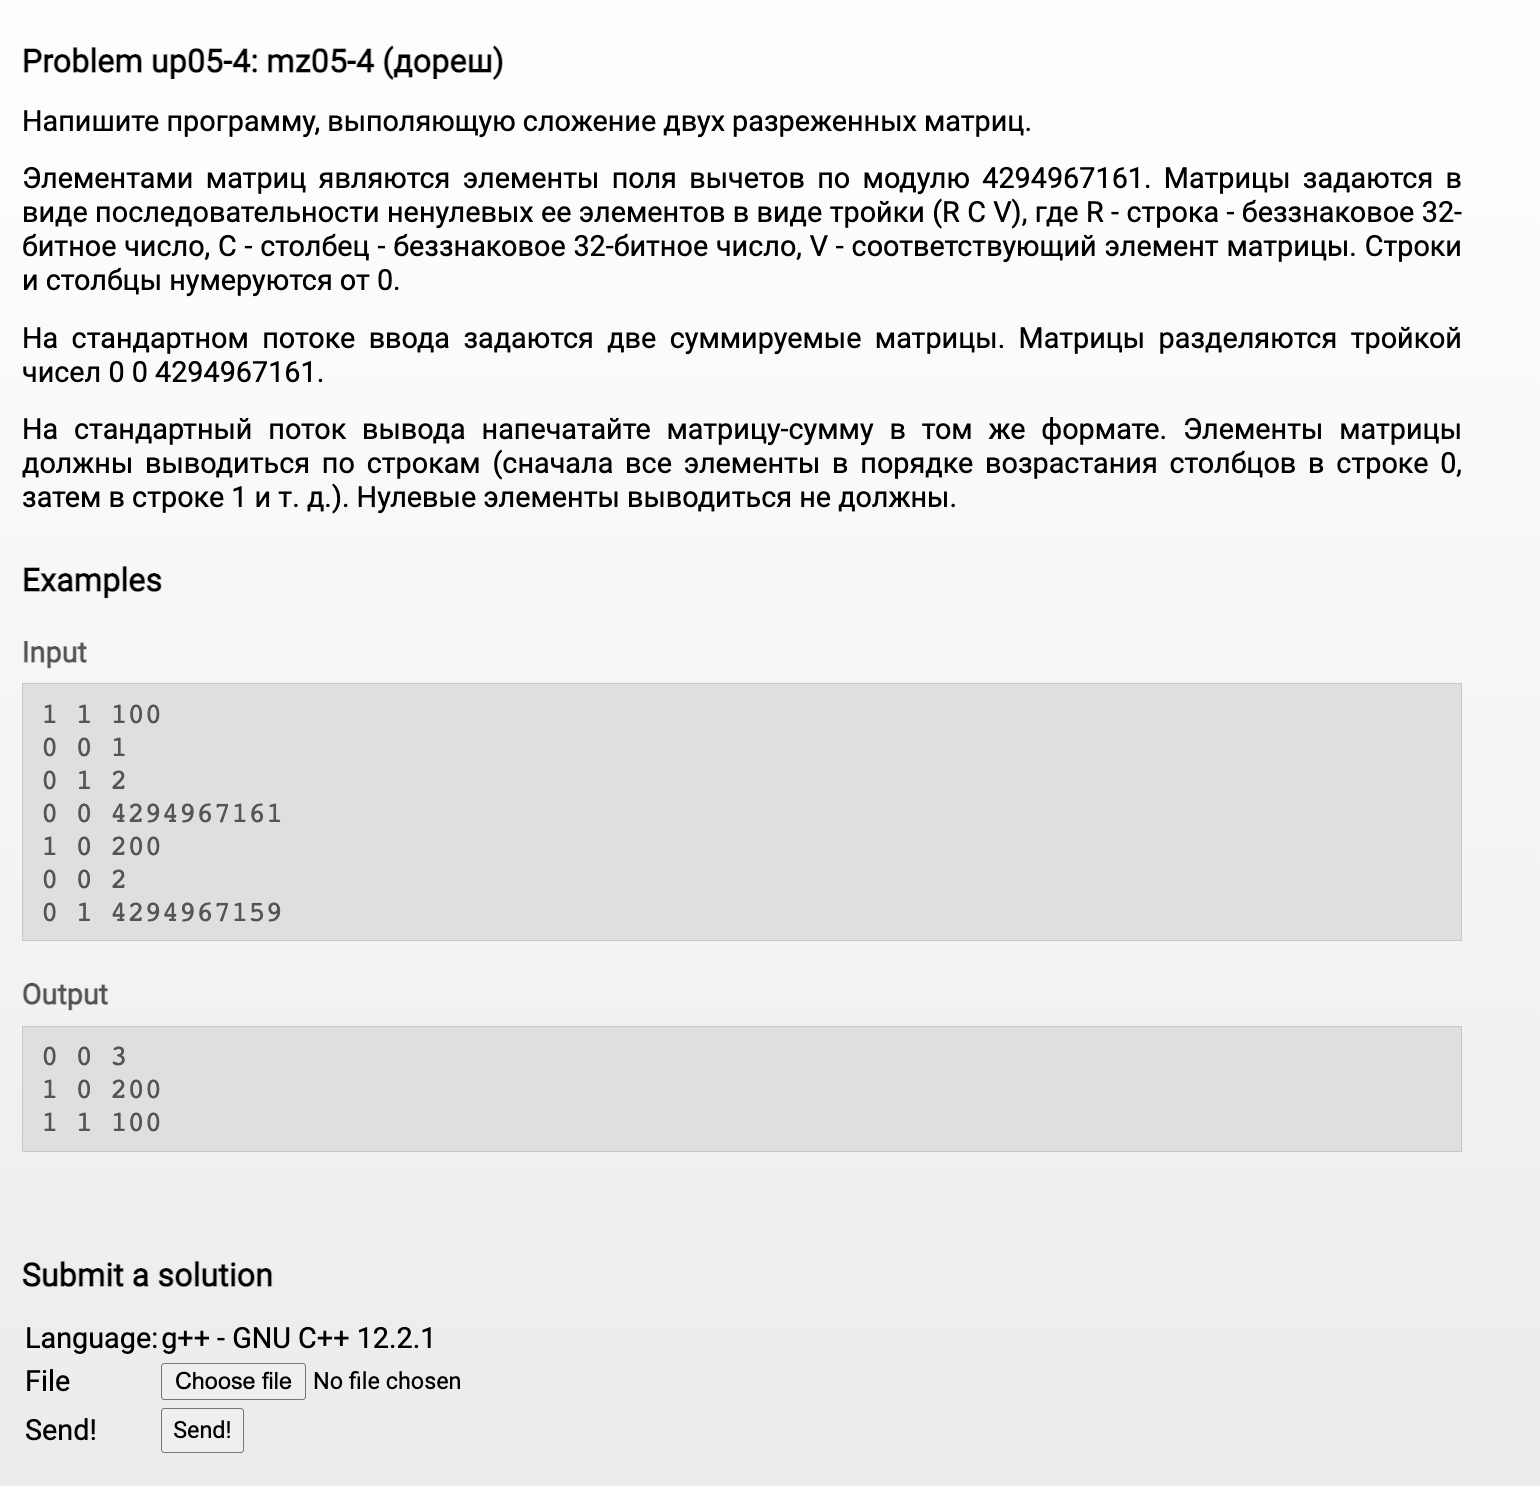 Problem up05-4: mz05-4 (дореш)
Напишите программу, выполяющую сложение двух разреженных матриц.
Элементами матриц являются элементы поля вычетов по модулю 4294967161. Матрицы задаются в
виде последовательности ненулевых ее элементов в виде тройки (R C V), где R - строка - беззнаковое 32-
битное число, C - столбец - беззнаковое 32-битное число, V - соответствующий элемент матрицы. Строки
и столбцы нумеруются от 0.
На стандартном потоке ввода задаются две суммируемые матрицы. Матрицы разделяются тройкой
чисел 0 0 4294967161.
На стандартный поток вывода напечатайте матрицу-сумму в том же формате. Элементы матрицы
должны выводиться по строкам (сначала все элементы в порядке возрастания столбцов в строке 0,
затем в строке 1 и т. д.). Нулевые элементы выводиться не должны.
Examples
Input
1 1 100
0 0 1
0 1 2
0 0 4294967161
1 0 200
0 0 2
0 1 4294967159
Output
0 0 3
1 0 200
1 1 100
Submit a solution
Language: g++ - GNU C++ 12.2.1
File Choose file No file chosen
Send! Send!